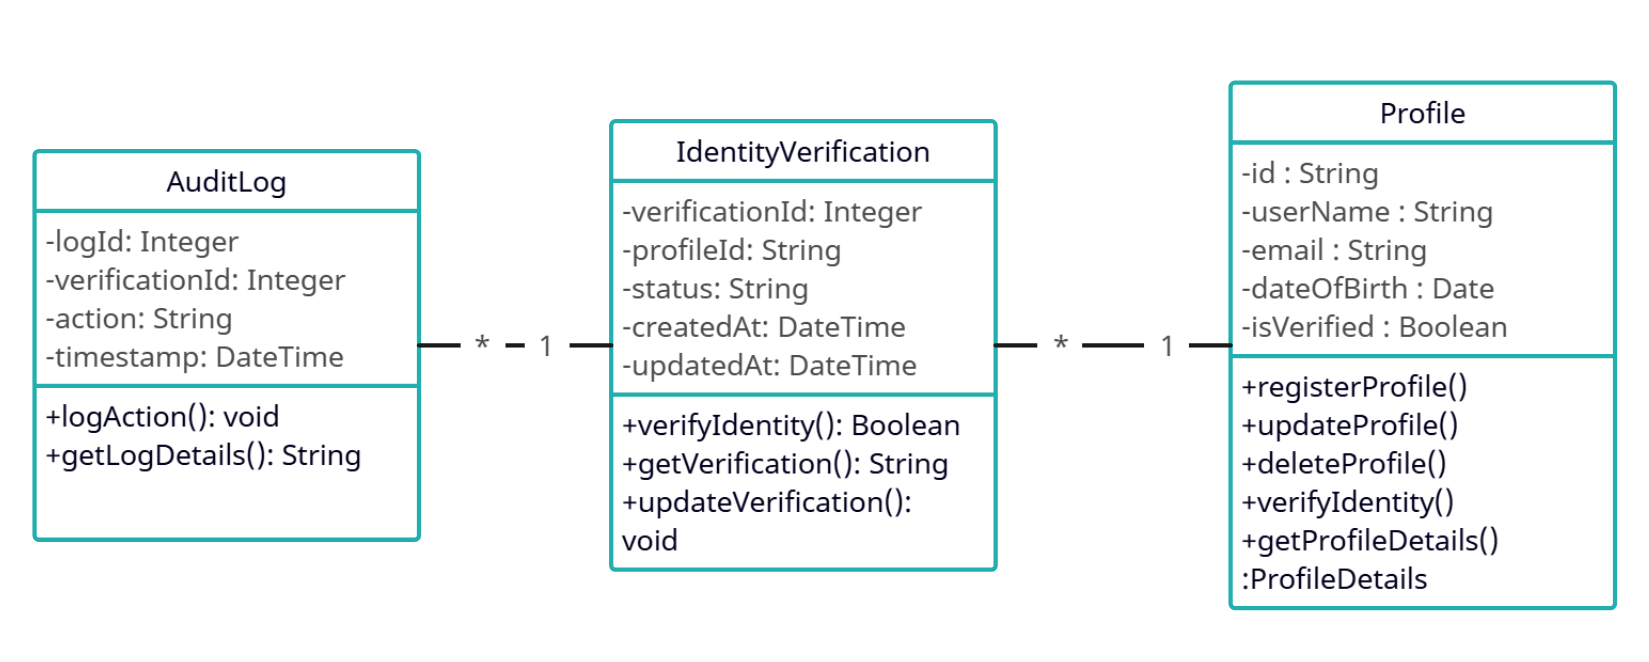 AuditLog
-logId: Integer
-verificationId: Integer
-action: String
-timestamp: DateTime
+logAction(): void
+getLogDetails(): String
* 1
IdentityVerification
-verificationId: Integer
-profileId: String
-status: String
-createdAt: DateTime
-updatedAt: DateTime
+verifyIdentity(): Boolean
+getVerification(): String
+updateVerification():
void
* 1
Profile
-id : String
-userName : String
-email : String
-dateOfBirth : Date
-isVerified : Boolean
+registerProfile()
+updateProfile()
+deleteProfile()
+verifyIdentity()
+getProfileDetails()
:ProfileDetails